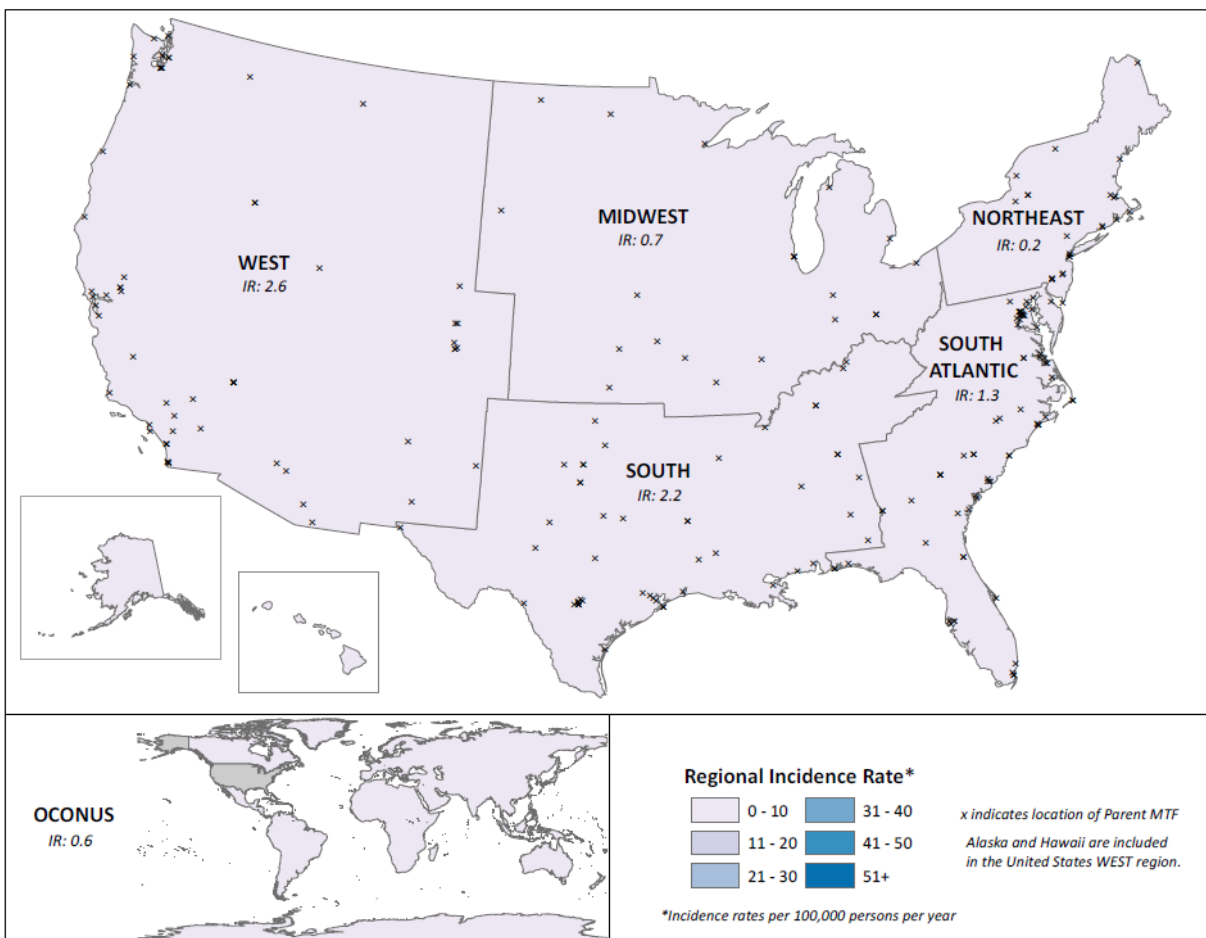 MIDWEST
IR: 0.7
NORTHEAST
IR: 0.2
WEST
IR: 2.6
SOUTH
ATLANTIC
IR: 1.3
SOUTH
IR: 2.2
OCONUS
IR: 0.6
Regional Incidence Rate*
0 - 10
31 - 40
11 - 20
41 - 50
21 - 30
51+
x indicates location of Parent MTF
Alaska and Hawaii are included
in the United States WEST region.
*Incidence rates per 100,000 persons per year